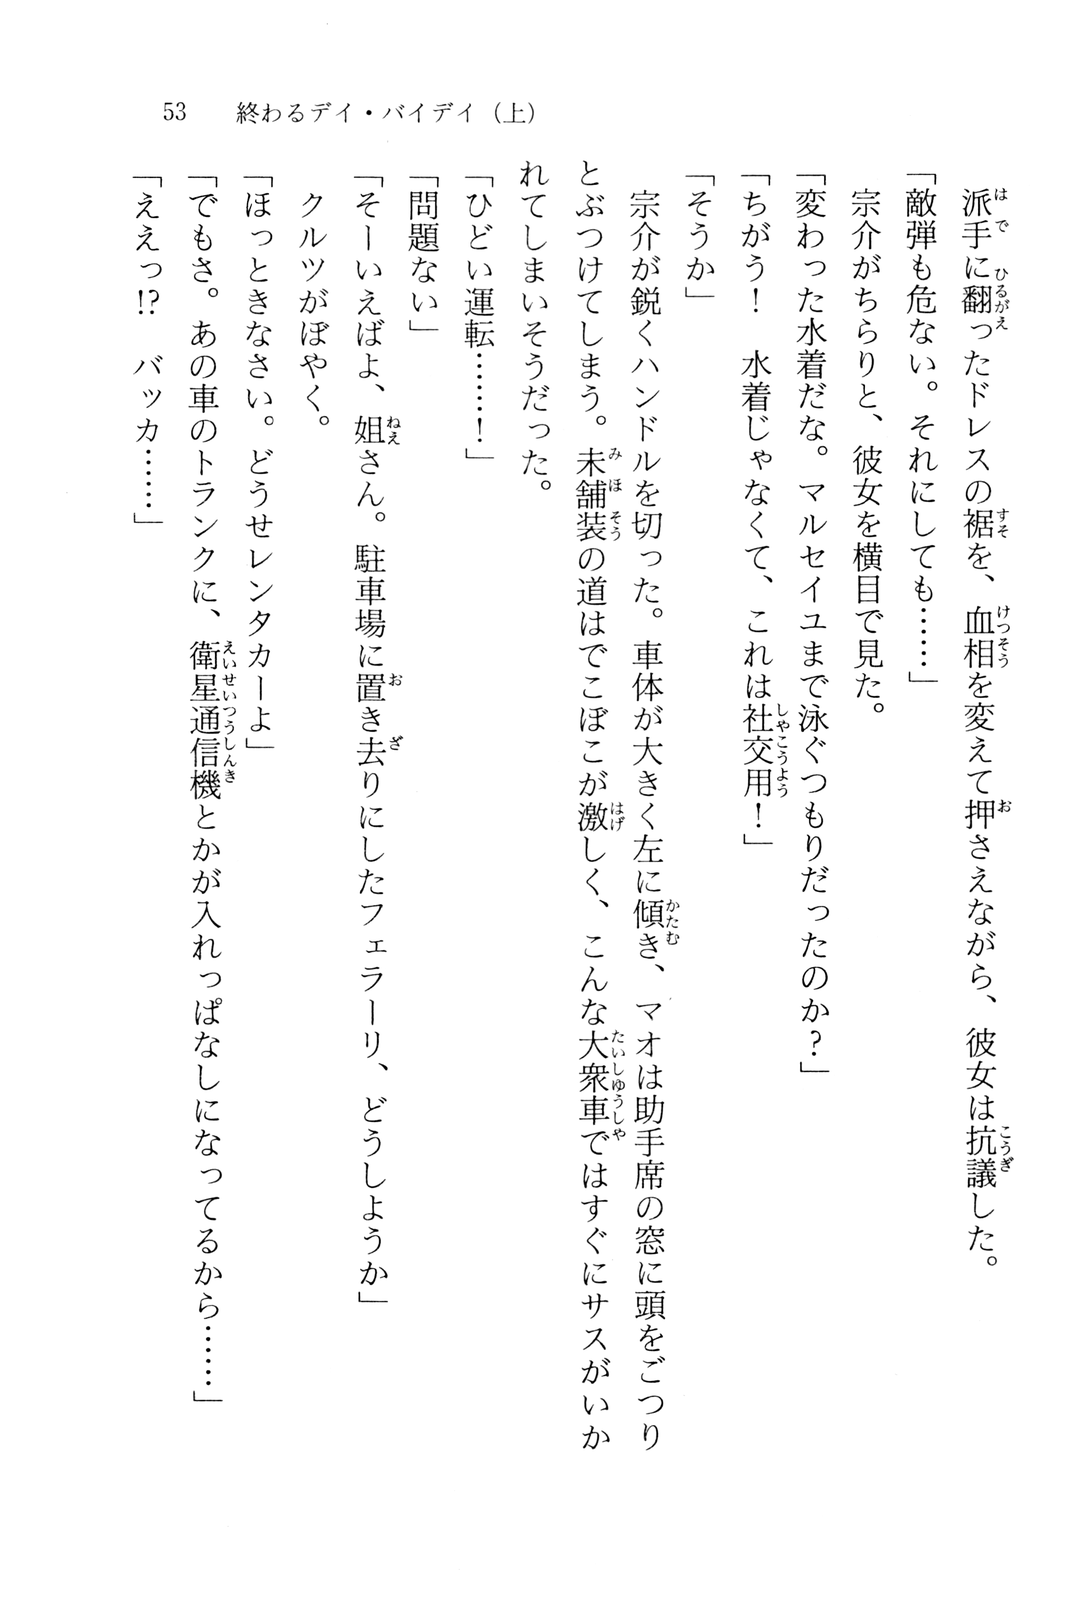 53　終わるデイ・バイデイ（上）
　派手に翻ったドレスの裾を、血相を変えて押さえながら、彼女は抗議した。
「敵弾も危ない。それにしても……」
　宗介がちらりと、彼女を横目で見た。
「変わった水着だな。マルセイユまで泳ぐつもりだったのか？」
「ちがう！　水着じゃなくて、これは社交用！」
「そうか」
　宗介が鋭くハンドルを切った。車体が大きく左に傾き、マオは助手席の窓に頭をごつり
とぶつけてしまう。未舗装の道はでこぼこが激しく、こんな大衆車ではすぐにサスがいか
れてしまいそうだった。
「ひどい運転……！」
「問題ない」
「そーいえばよ、姐さん。駐車場に置き去りにしたフェラーリ、どうしようか」
　クルツがぼやく。
「ほっときなさい。どうせレンタカーよ」
「でもさ。あの車のトランクに、衛星通信機とかが入れっぱなしになってるから……」
「ええっ!?　バッカ……」